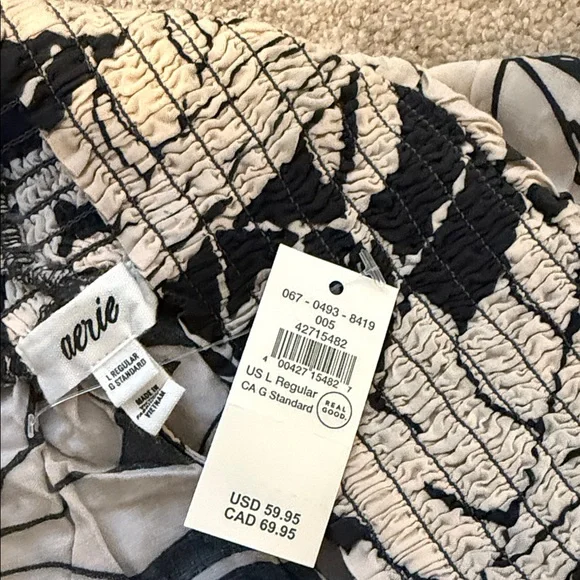 aerie
L REGULAR
G STANDARD
MADE IN
VIETNAM
067 - 0493 - 8419
005
42715482
4 00427 15482 7
US L Regular
CA G Standard
REAL
GOOD.
USD 59.95
CAD 69.95